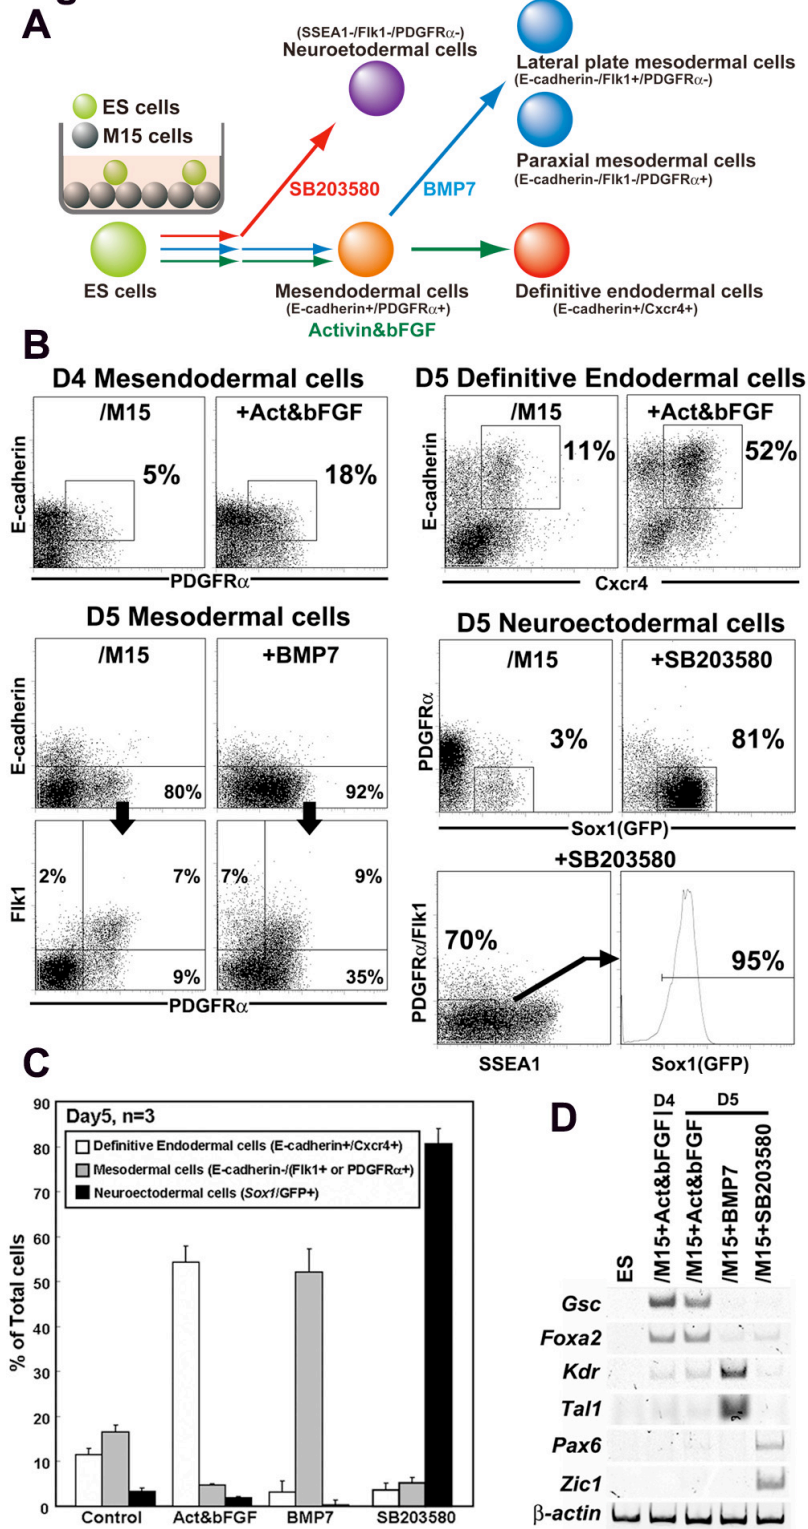 A
(SSEA1-/Flk1-/PDGFRα-)
Neuroetodermal cells
Lateral plate mesodermal cells
(E-cadherin-/Flk1+/PDGFRα-)
ES cells
M15 cells
Paraxial mesodermal cells
(E-cadherin-/Flk1-/PDGFRα+)
SB203580
BMP7
ES cells
Mesendodermal cells
(E-cadherin+/PDGFRα+)
Activin&bFGF
Definitive endodermal cells
(E-cadherin+/Cxcr4+)
B
D4 Mesendodermal cells
/M15
+Act&bFGF
5%
18%
E-cadherin
PDGFRα
D5 Definitive Endodermal cells
/M15
+Act&bFGF
11%
52%
E-cadherin
Cxcr4
D5 Mesodermal cells
/M15
+BMP7
E-cadherin
80%
92%
2%
7%
9%
7%
9%
35%
Flk1
PDGFRα
D5 Neuroectodermal cells
/M15
+SB203580
PDGFRα
3%
81%
Sox1(GFP)
+SB203580
PDGFRα/Flk1
70%
95%
SSEA1
Sox1(GFP)
C
Day5, n=3
Definitive Endodermal cells (E-cadherin+/Cxcr4+)
Mesodermal cells (E-cadherin-/(Flk1+ or PDGFRα+)
Neuroectodermal cells (Sox1/GFP+)
% of Total cells
90
80
70
60
50
40
30
20
10
0
Control
Act&bFGF
BMP7
SB203580
D
D4
D5
ES
/M15+Act&bFGF
/M15+Act&bFGF
/M15+BMP7
/M15+SB203580
Gsc
Foxa2
Kdr
Tal1
Pax6
Zic1
β-actin